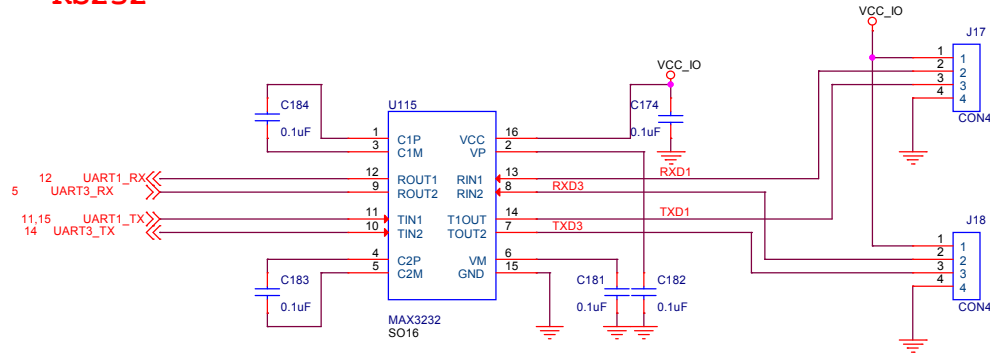 RS232
VCC_IO
J17
1 1
2 2
3 3
4 4
CON4
VCC_IO
C184
0.1uF
U115
C174
0.1uF
1 C1P VCC 16
3 C1M VP 2
12 UART1_RX 12 ROUT1 RIN1 13 RXD1
5 UART3_RX 9 ROUT2 RIN2 8 RXD3
11,15 UART1_TX 11 TIN1 T1OUT 14 TXD1
14 UART3_TX 10 TIN2 TOUT2 7 TXD3
J18
1 1
2 2
3 3
4 4
CON4
4 C2P VM 6
5 C2M GND 15
C183
0.1uF
C181
0.1uF
C182
0.1uF
MAX3232
SO16